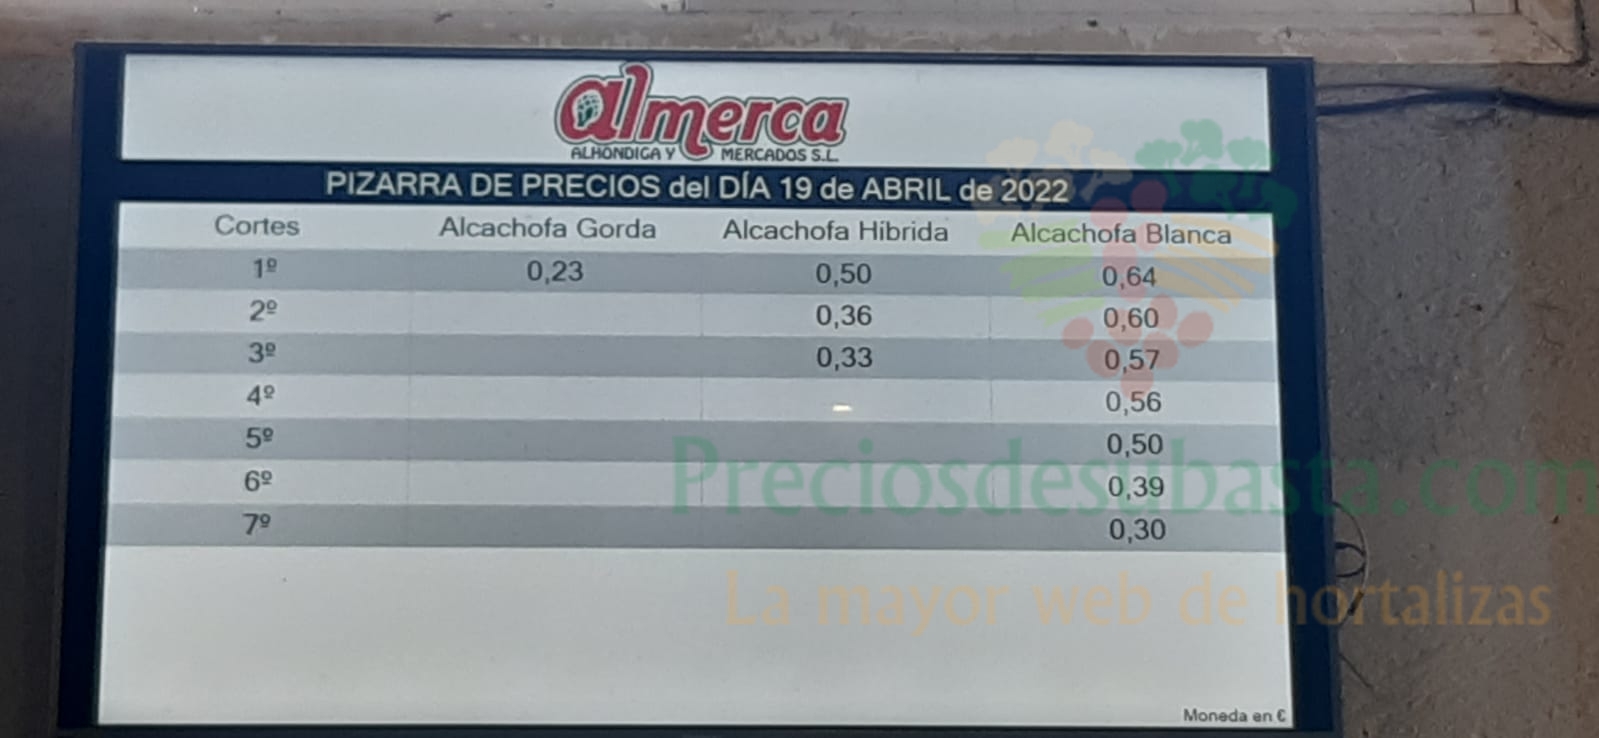 almerca
ALHÓNDIGA Y MERCADOS S.L.
PIZARRA DE PRECIOS del DÍA 19 de ABRIL de 2022
Cortes Alcachofa Gorda Alcachofa Híbrida Alcachofa Blanca
1º 0,23 0,50 0,64
2º 0,36 0,60
3º 0,33 0,57
4º 0,56
5º 0,50
6º 0,39
7º 0,30
Preciosdesubasta.com
La mayor web de hortalizas
Moneda en €